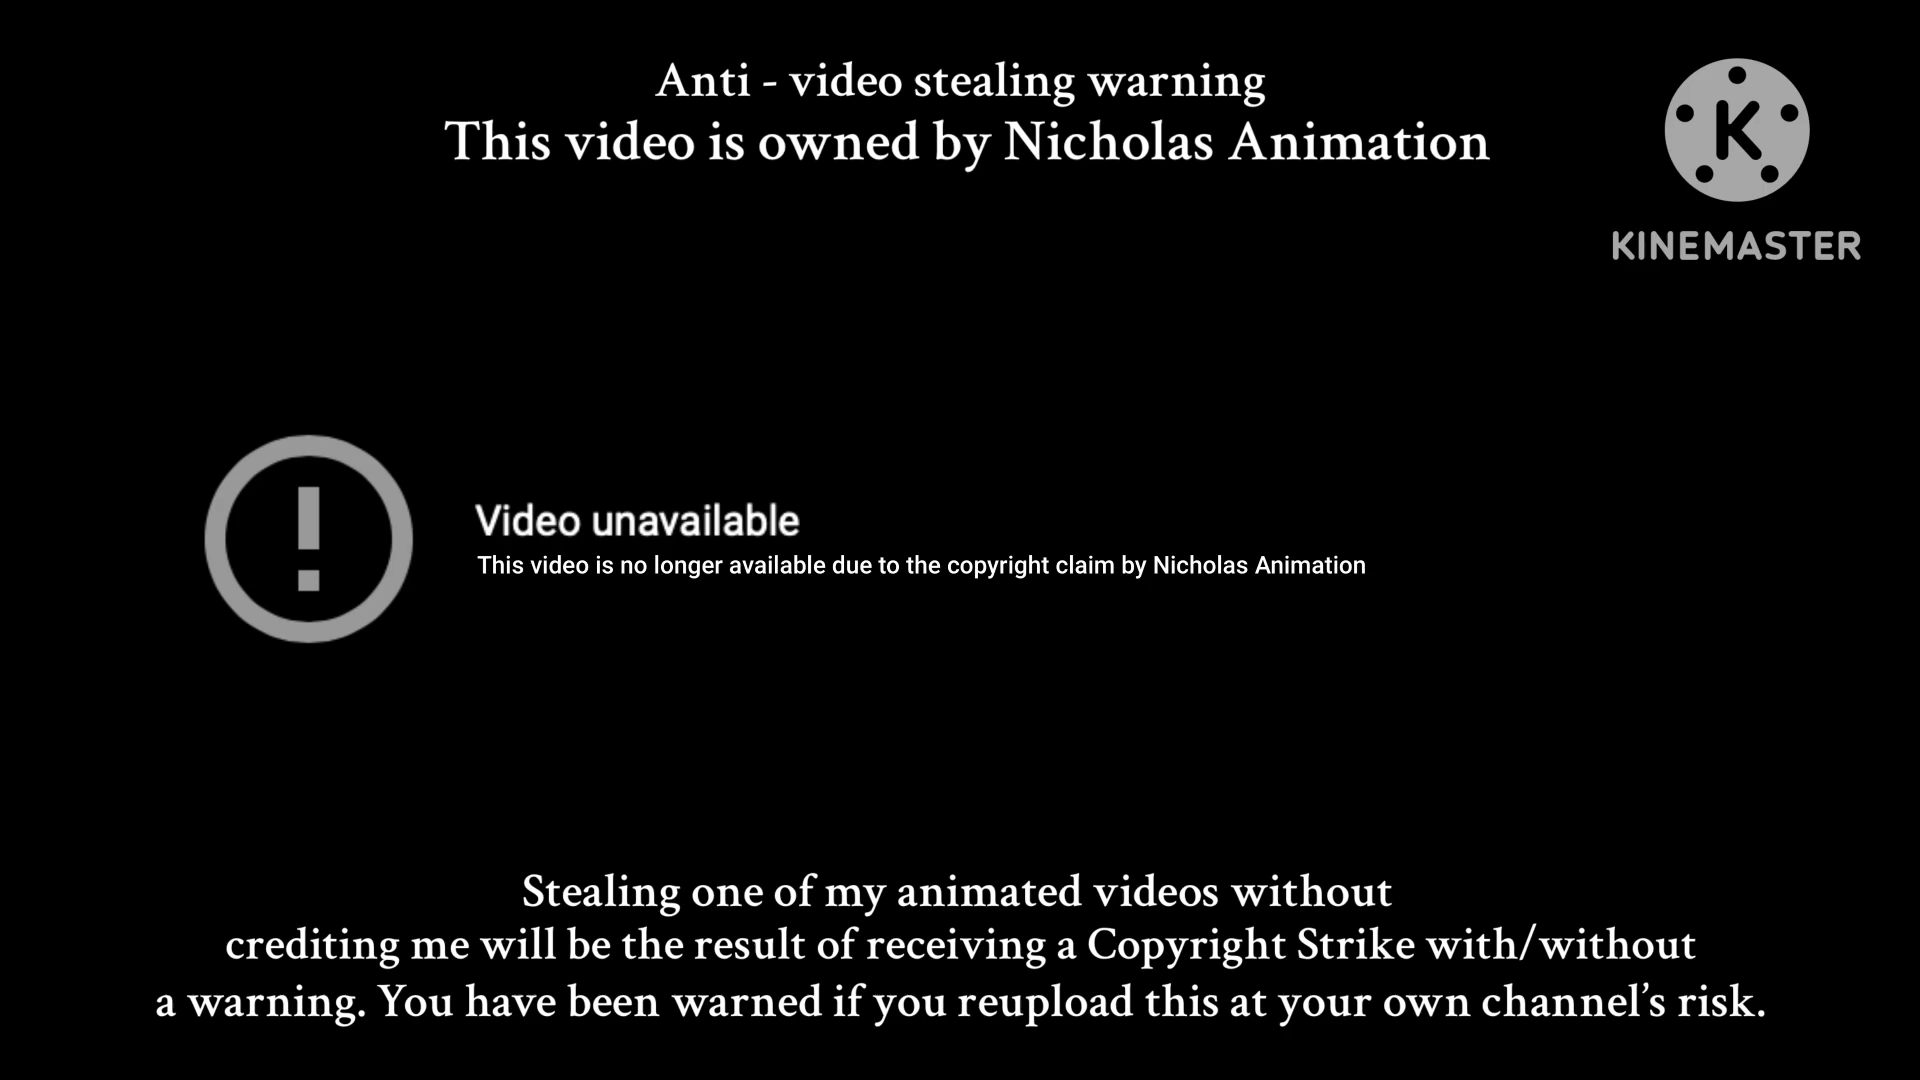 Anti - video stealing warning
This video is owned by Nicholas Animation
K
KINEMASTER
Video unavailable
This video is no longer available due to the copyright claim by Nicholas Animation
Stealing one of my animated videos without
crediting me will be the result of receiving a Copyright Strike with/without
a warning. You have been warned if you reupload this at your own channel’s risk.